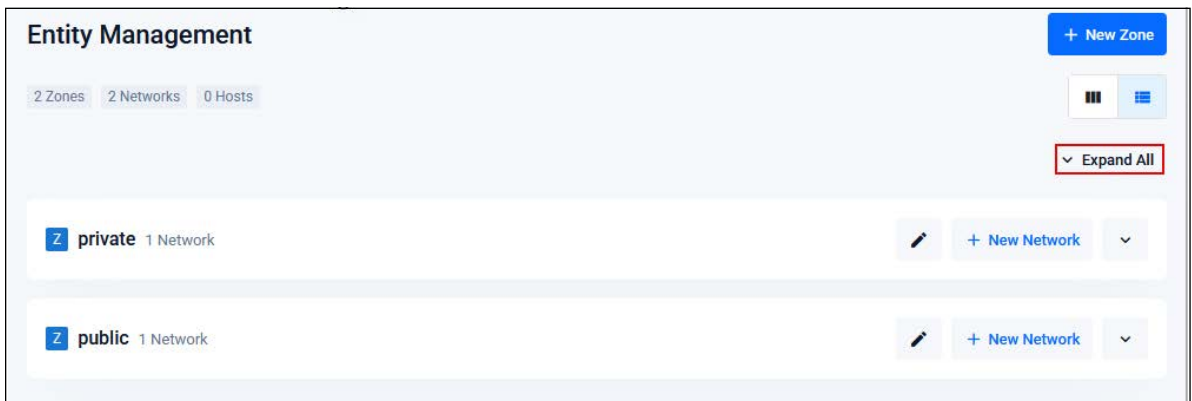 Entity Management
+ New Zone
2 Zones 2 Networks 0 Hosts
Expand All
Z private 1 Network + New Network
Z public 1 Network + New Network